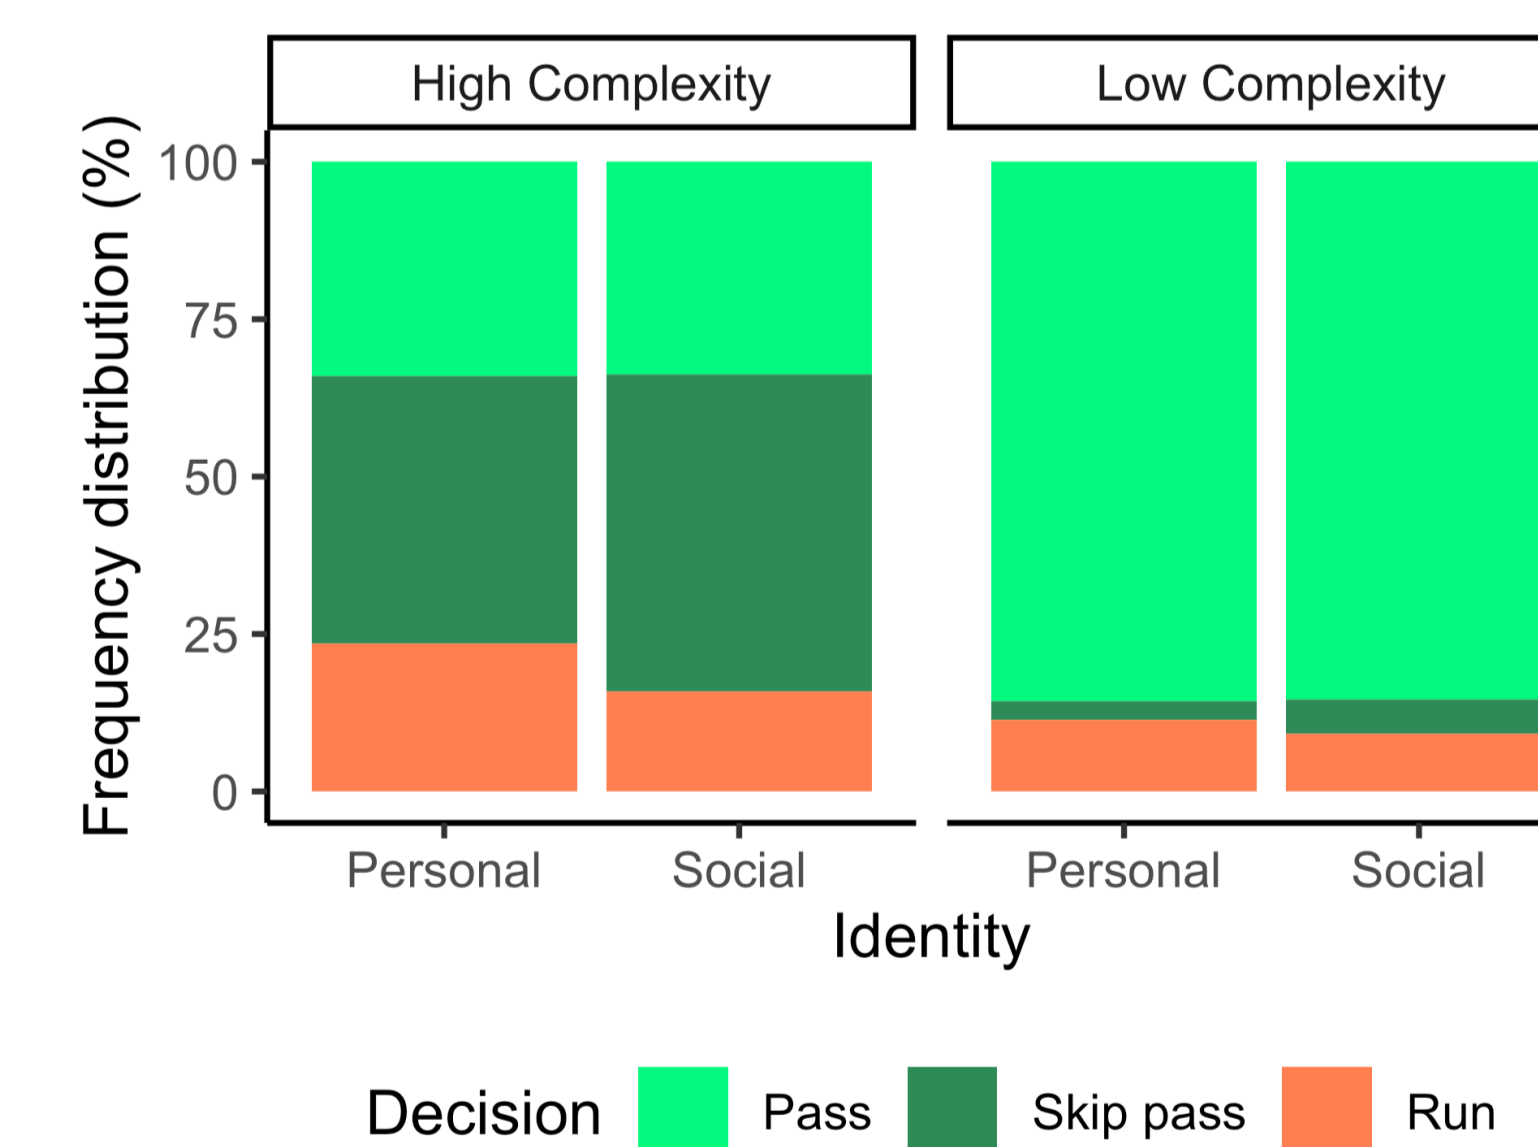 High Complexity
Low Complexity
Frequency distribution (%)
100
75
50
25
0
Personal
Social
Personal
Social
Identity
Decision
Pass
Skip pass
Run